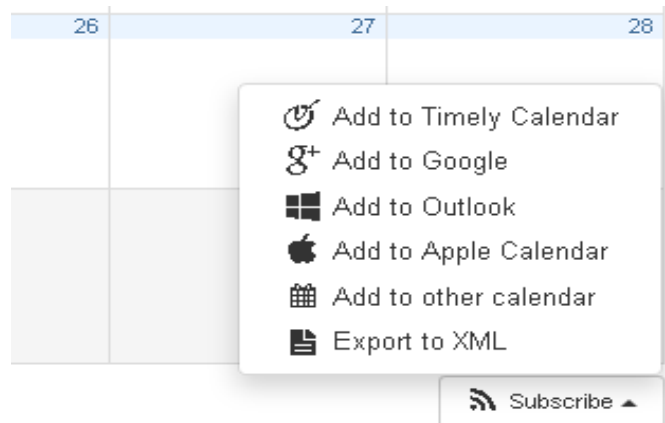 26 27 28
Add to Timely Calendar
g+ Add to Google
Add to Outlook
Add to Apple Calendar
Add to other calendar
Export to XML
Subscribe